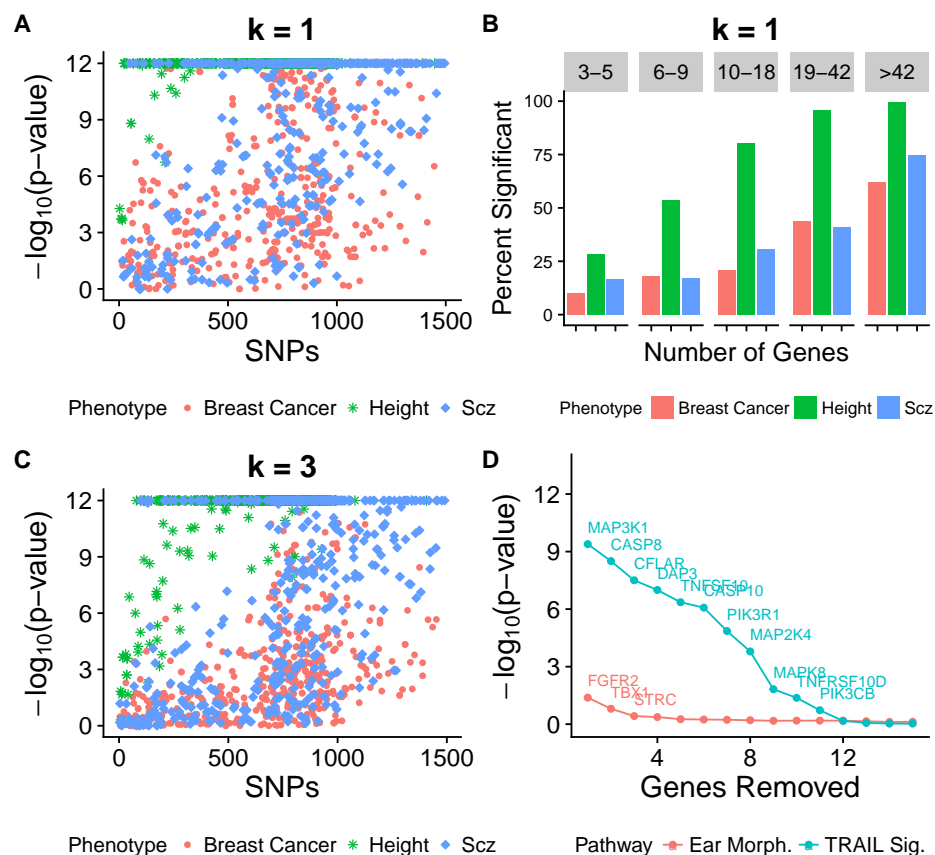 A
k = 1
12
9
6
3
0
−log10(p−value)
0 500 1000 1500
SNPs
Phenotype Breast Cancer Height Scz
B
k = 1
3−5 6−9 10−18 19−42 >42
100
75
50
25
0
Percent Significant
Number of Genes
Phenotype Breast Cancer Height Scz
C
k = 3
12
9
6
3
0
−log10(p−value)
0 500 1000 1500
SNPs
Phenotype Breast Cancer Height Scz
D
12
9
6
3
0
−log10(p−value)
MAP3K1
CASP8
CFLAR
DAP3
TNFSF10
CASP10
PIK3R1
MAP2K4
MAPK8
TNFRSF10D
PIK3CB
FGFR2
TBX1
STRC
4 8 12
Genes Removed
Pathway Ear Morph. TRAIL Sig.